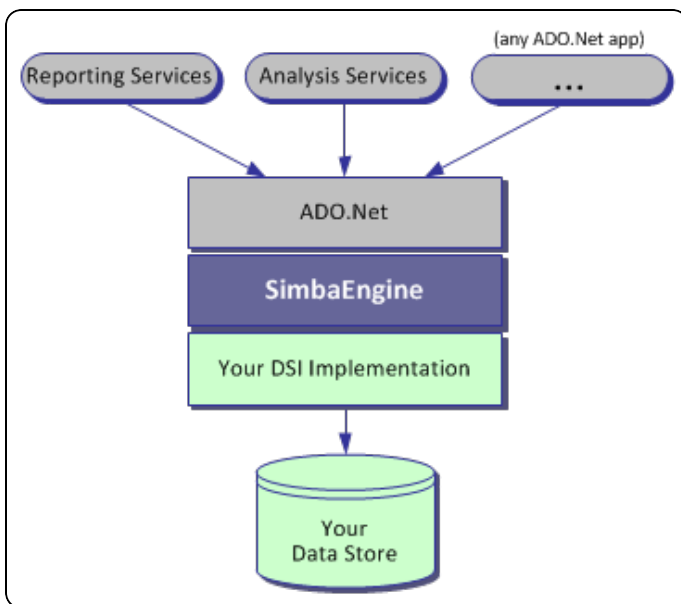 (any ADO.Net app)
Reporting Services
Analysis Services
...
ADO.Net
SimbaEngine
Your DSI Implementation
Your
Data Store